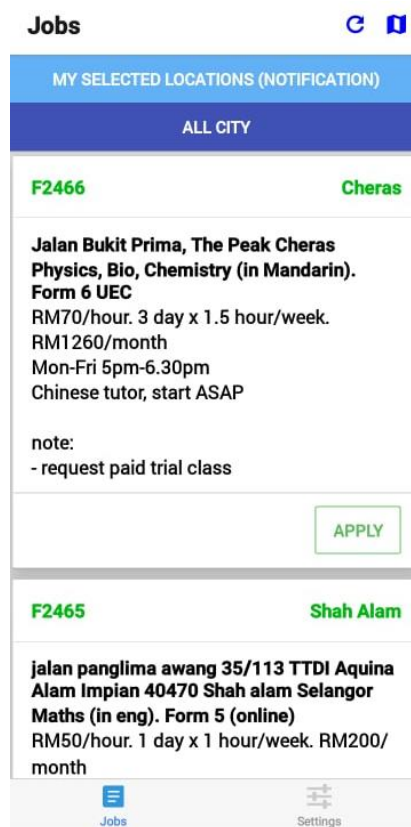 Jobs
MY SELECTED LOCATIONS (NOTIFICATION)
ALL CITY
F2466 Cheras
Jalan Bukit Prima, The Peak Cheras
Physics, Bio, Chemistry (in Mandarin).
Form 6 UEC
RM70/hour. 3 day x 1.5 hour/week.
RM1260/month
Mon-Fri 5pm-6.30pm
Chinese tutor, start ASAP
note:
- request paid trial class
APPLY
F2465 Shah Alam
jalan panglima awang 35/113 TTDI Aquina
Alam Impian 40470 Shah alam Selangor
Maths (in eng). Form 5 (online)
RM50/hour. 1 day x 1 hour/week. RM200/
month
Jobs Settings